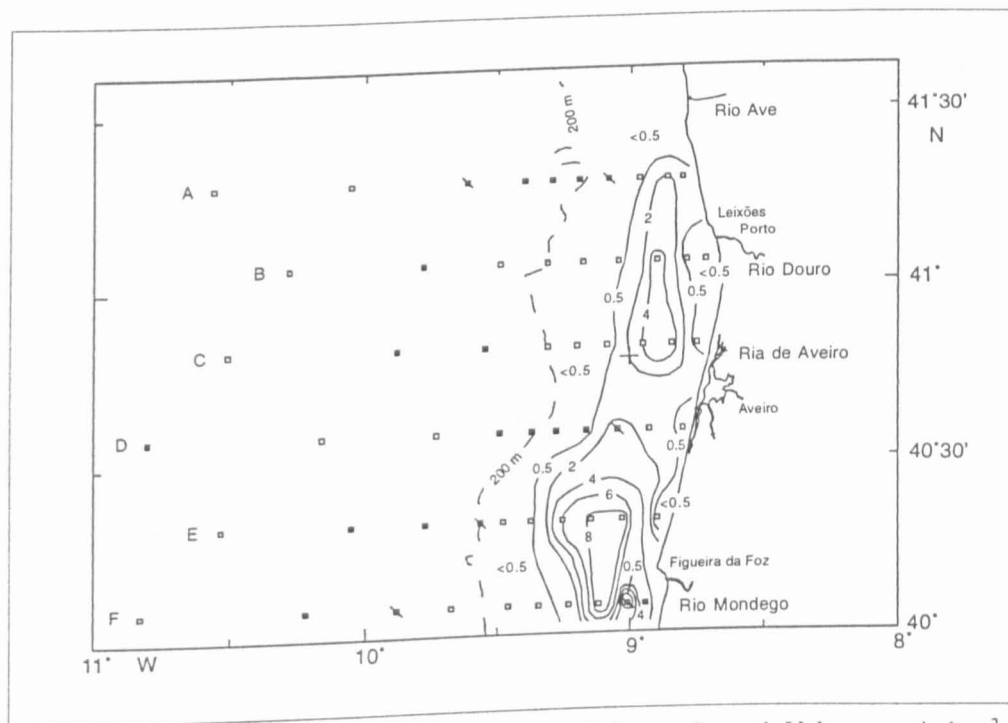 200 m
<0.5
Rio Ave
41°30'
N
A
2
Leixões
Porto
B
<0.5
Rio Douro
41°
0.5
0.5
4
C
<0.5
Ria de Aveiro
Aveiro
D
40°30'
200 m
0.5
2
0.5
4
6
<0.5
E
8
<0.5
0.5
Figueira da Foz
F
4
Rio Mondego
40°
11°
W
10°
9°
8°